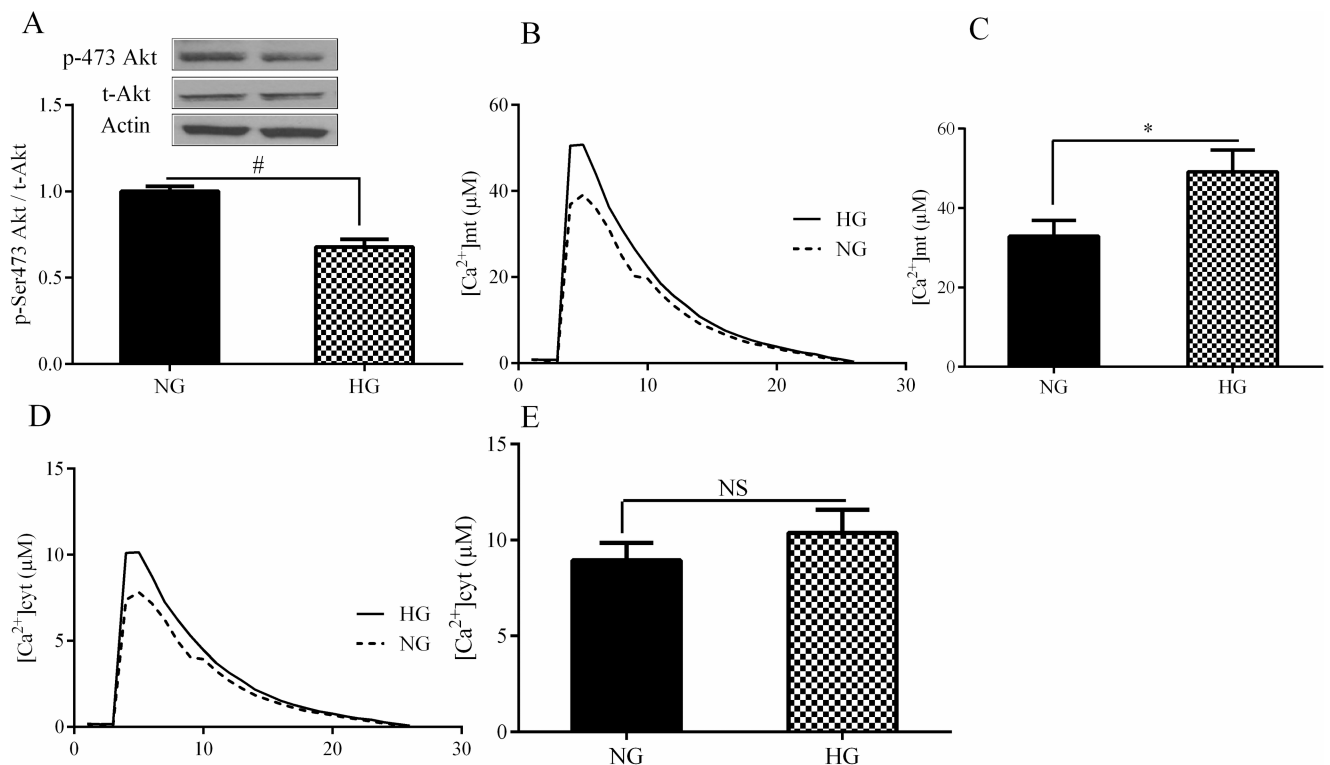 A
p-473 Akt
t-Akt
Actin
p-Ser473 Akt / t-Akt
1.5
1.0
0.5
0.0
#
NG
HG
B
[Ca²⁺]mt (µM)
60
40
20
0
HG
NG
0
10
20
30
C
[Ca²⁺]mt (µM)
60
40
20
0
*
NG
HG
D
[Ca²⁺]cyt (µM)
15
10
5
0
HG
NG
0
10
20
30
E
[Ca²⁺]cyt (µM)
15
10
5
0
NS
NG
HG